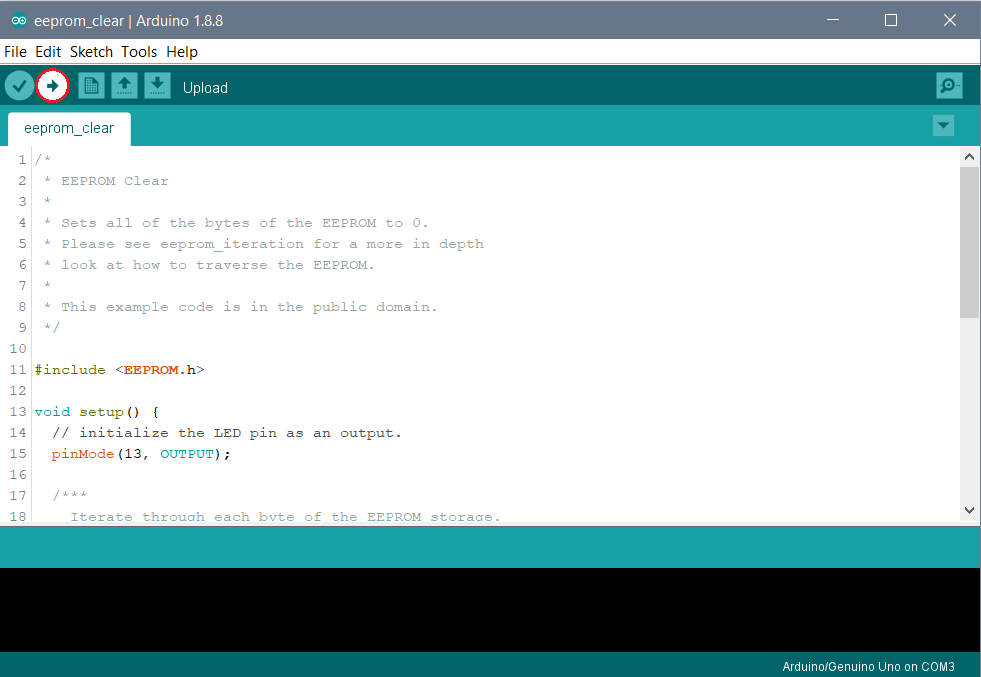 eeprom_clear | Arduino 1.8.8
File Edit Sketch Tools Help
Upload
eeprom_clear
1 /*
2  * EEPROM Clear
3  *
4  * Sets all of the bytes of the EEPROM to 0.
5  * Please see eeprom_iteration for a more in depth
6  * look at how to traverse the EEPROM.
7  *
8  * This example code is in the public domain.
9  */
10
11 #include <EEPROM.h>
12
13 void setup() {
14   // initialize the LED pin as an output.
15   pinMode(13, OUTPUT);
16
17   /***
18     Iterate through each byte of the EEPROM storage.
Arduino/Genuino Uno on COM3